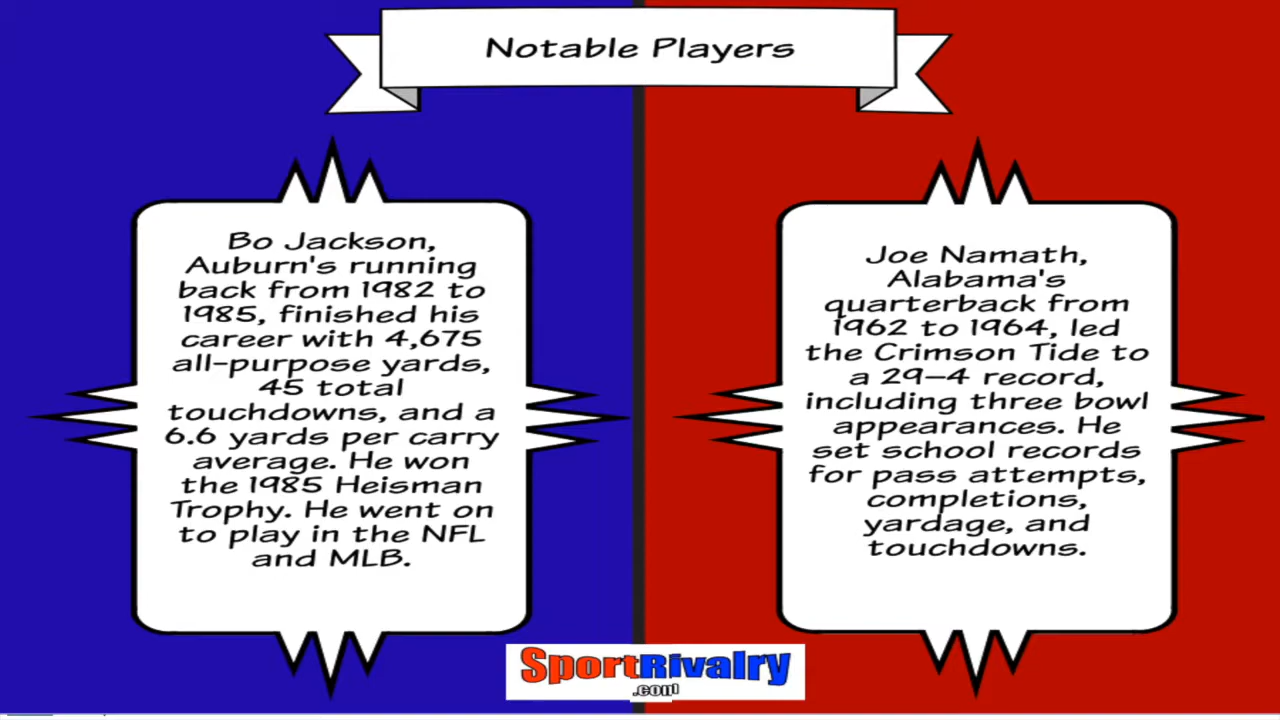 Notable Players
Bo Jackson,
Auburn's running
back from 1982 to
1985, finished his
career with 4,675
all-purpose yards,
45 total
touchdowns, and a
6.6 yards per carry
average. He won
the 1985 Heisman
Trophy. He went on
to play in the NFL
and MLB.
Joe Namath,
Alabama's
quarterback from
1962 to 1964, led
the Crimson Tide to
a 29–4 record,
including three bowl
appearances. He
set school records
for pass attempts,
completions,
yardage, and
touchdowns.
SportRivalry
.com